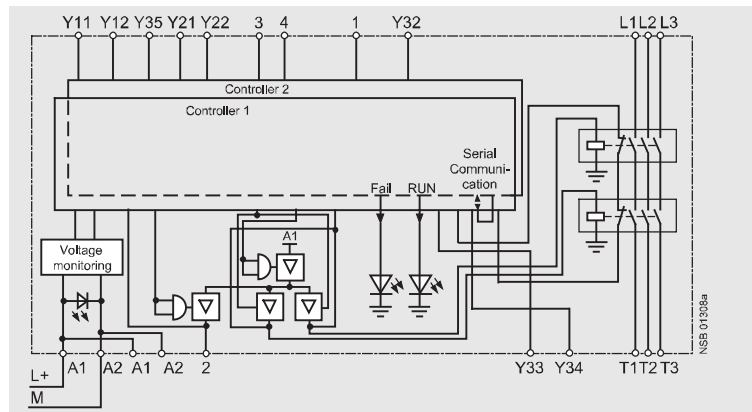 Y11 Y12 Y35 Y21 Y22 3 4 1 Y32 L1 L2 L3
Controller 2
Controller 1
Serial
Communi-
cation
Fail RUN
A1
Voltage
monitoring
NSB 01308a
A1 A2 A1 A2 2 Y33 Y34 T1 T2 T3
L+
M